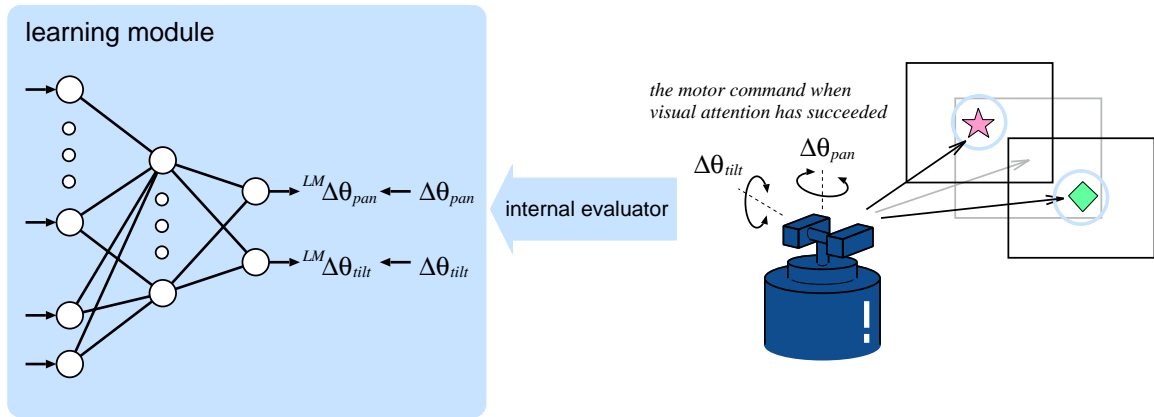 learning module
the motor command when
visual attention has succeeded
Δθpan
Δθtilt
LMΔθpan
Δθpan
internal evaluator
LMΔθtilt
Δθtilt
!